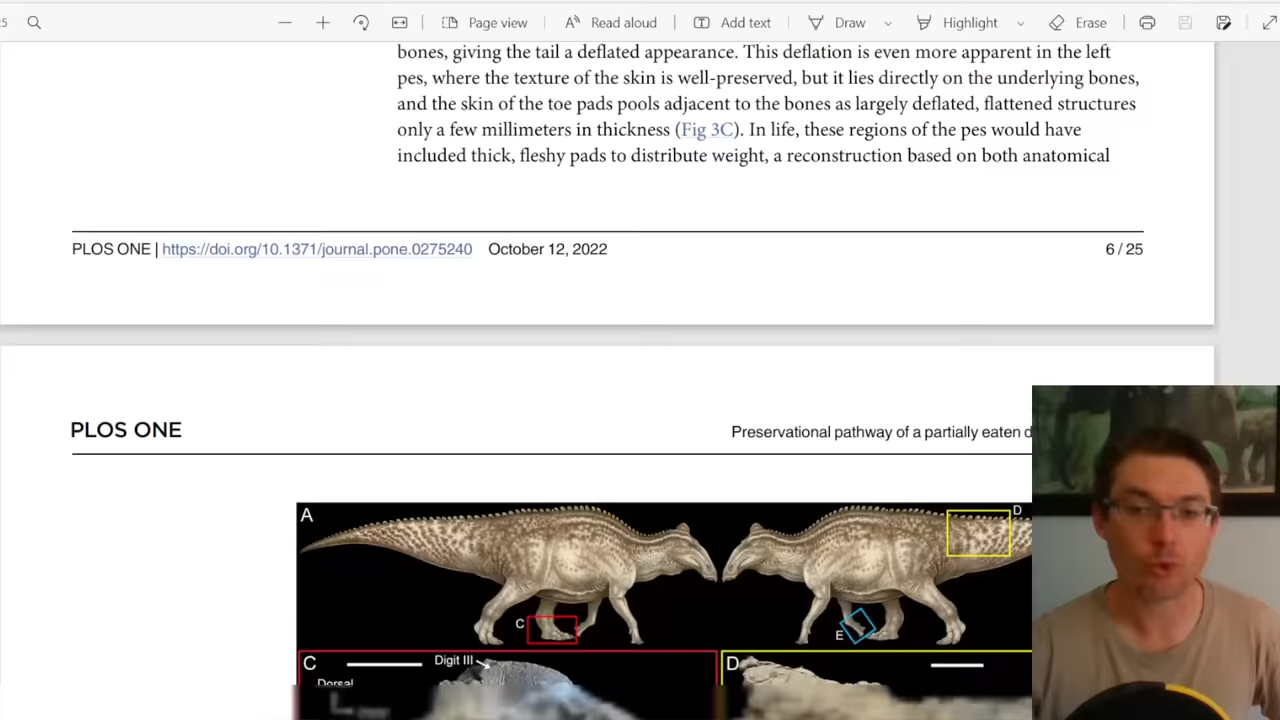 5
Page view
Read aloud
Add text
Draw
Highlight
Erase
bones, giving the tail a deflated appearance. This deflation is even more apparent in the left
pes, where the texture of the skin is well-preserved, but it lies directly on the underlying bones,
and the skin of the toe pads pools adjacent to the bones as largely deflated, flattened structures
only a few millimeters in thickness (Fig 3C). In life, these regions of the pes would have
included thick, fleshy pads to distribute weight, a reconstruction based on both anatomical
PLOS ONE | https://doi.org/10.1371/journal.pone.0275240 October 12, 2022 6 / 25
PLOS ONE
Preservational pathway of a partially eaten d
A
D
C
E
C
Digit III
Dorsal
D